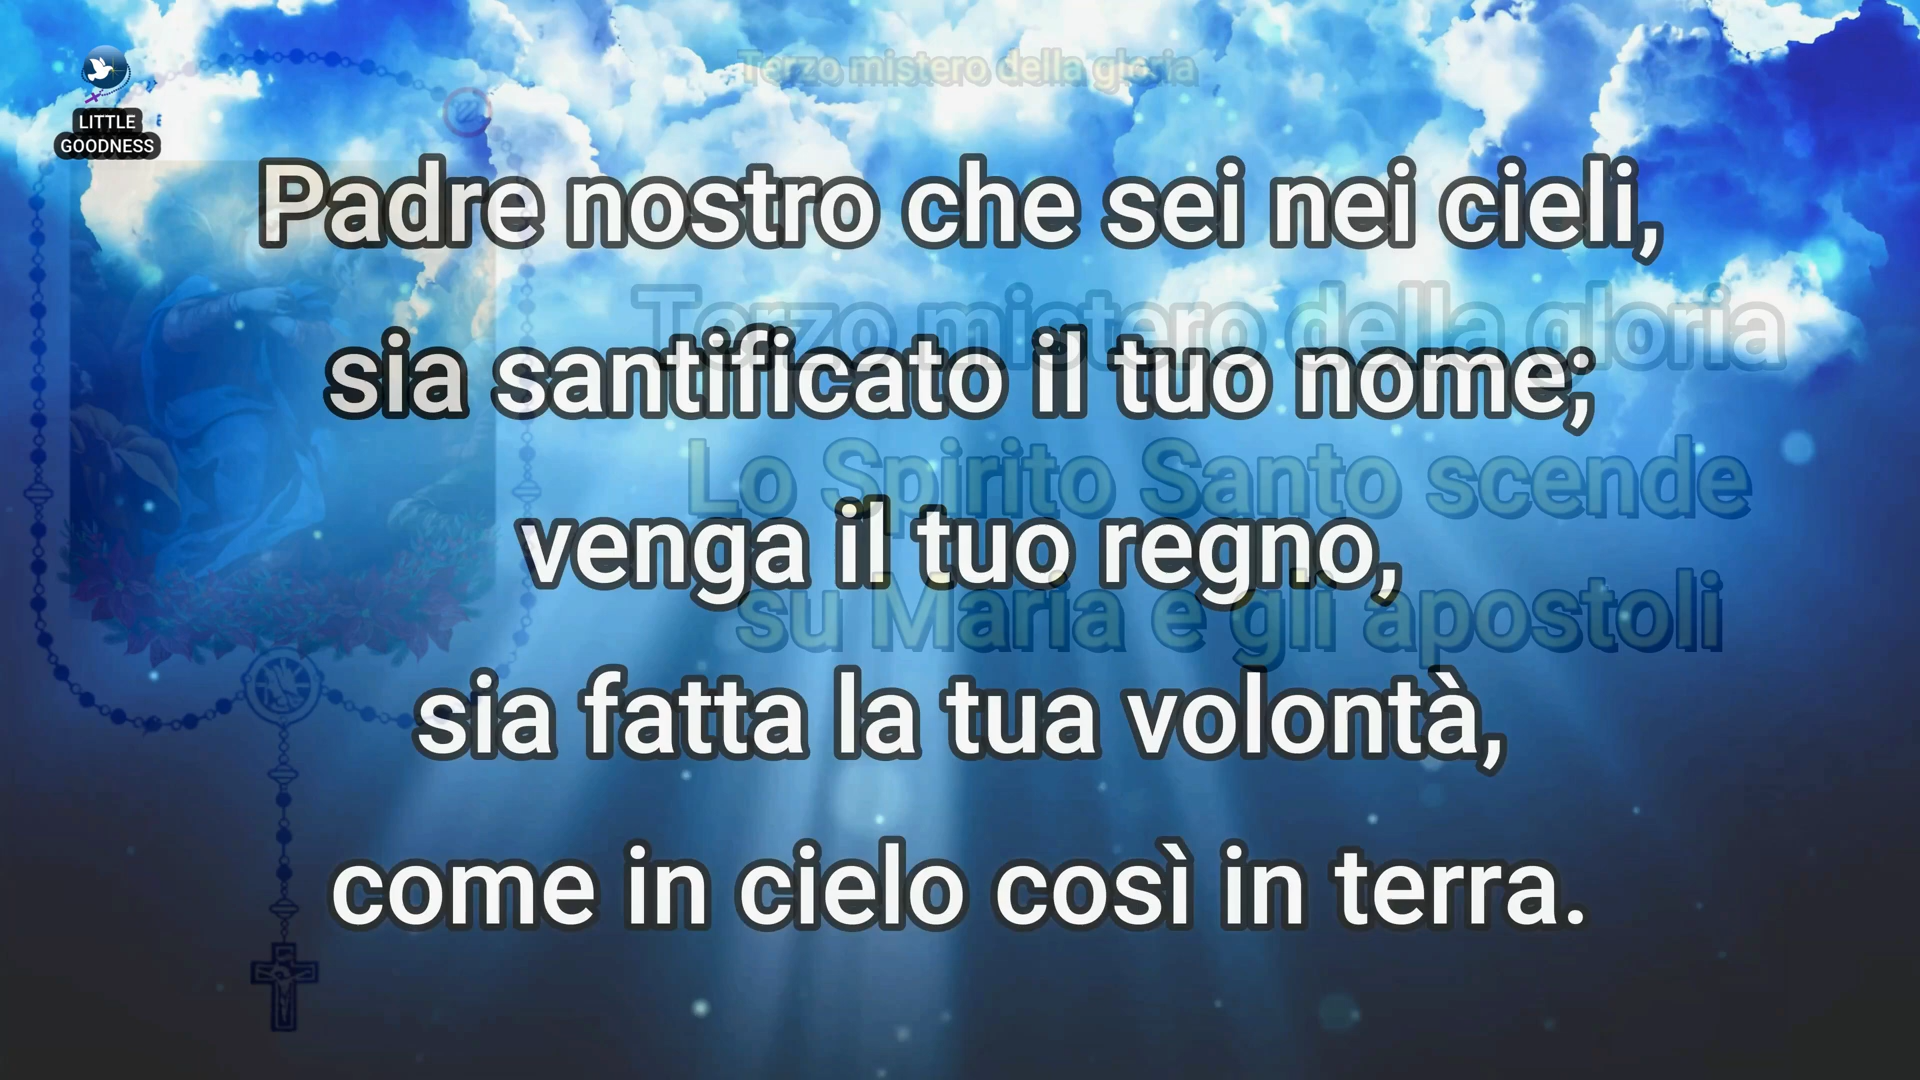 LITTLE
GOODNESS
Terzo mistero della gloria
Padre nostro che sei nei cieli,
Terzo mistero della gloria
sia santificato il tuo nome;
Lo Spirito Santo scende
venga il tuo regno,
su Maria e gli apostoli
sia fatta la tua volontà,
come in cielo così in terra.